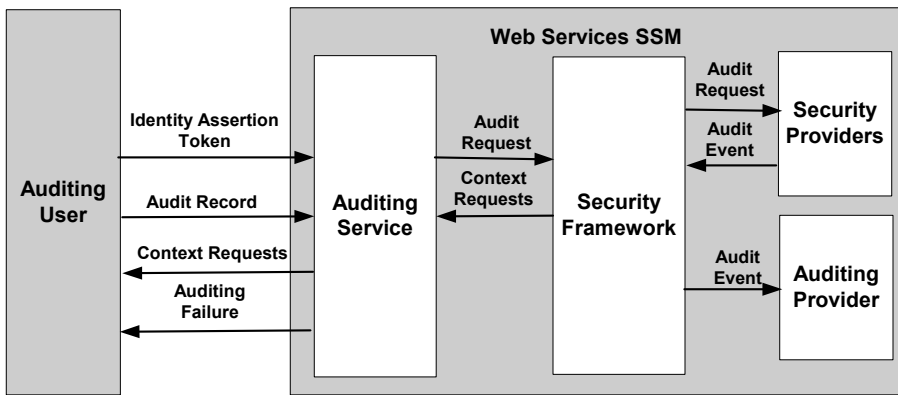 Web Services SSM
Auditing
User
Identity Assertion
Token
Audit Record
Context Requests
Auditing
Failure
Auditing
Service
Audit
Request
Context
Requests
Security
Framework
Audit
Request
Audit
Event
Security
Providers
Audit
Event
Auditing
Provider